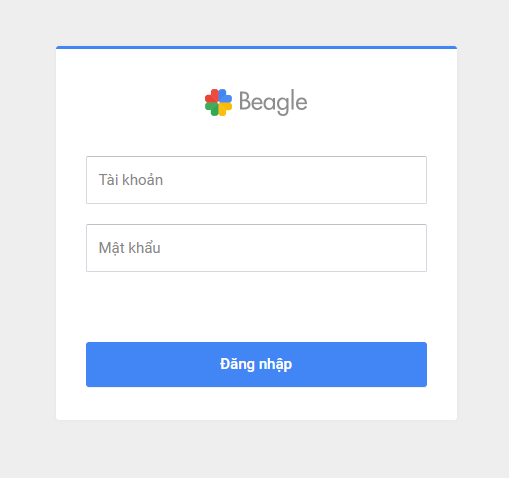 Beagle
Tài khoản
Mật khẩu
Đăng nhập